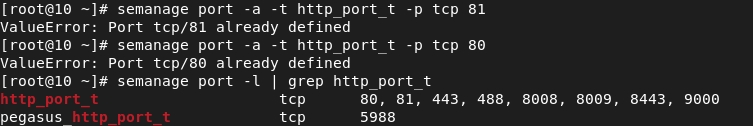 [root@10 ~]# semanage port -a -t http_port_t -p tcp 81
ValueError: Port tcp/81 already defined
[root@10 ~]# semanage port -a -t http_port_t -p tcp 80
ValueError: Port tcp/80 already defined
[root@10 ~]# semanage port -l | grep http_port_t
http_port_t                    tcp      80, 81, 443, 488, 8008, 8009, 8443, 9000
pegasus_http_port_t            tcp      5988